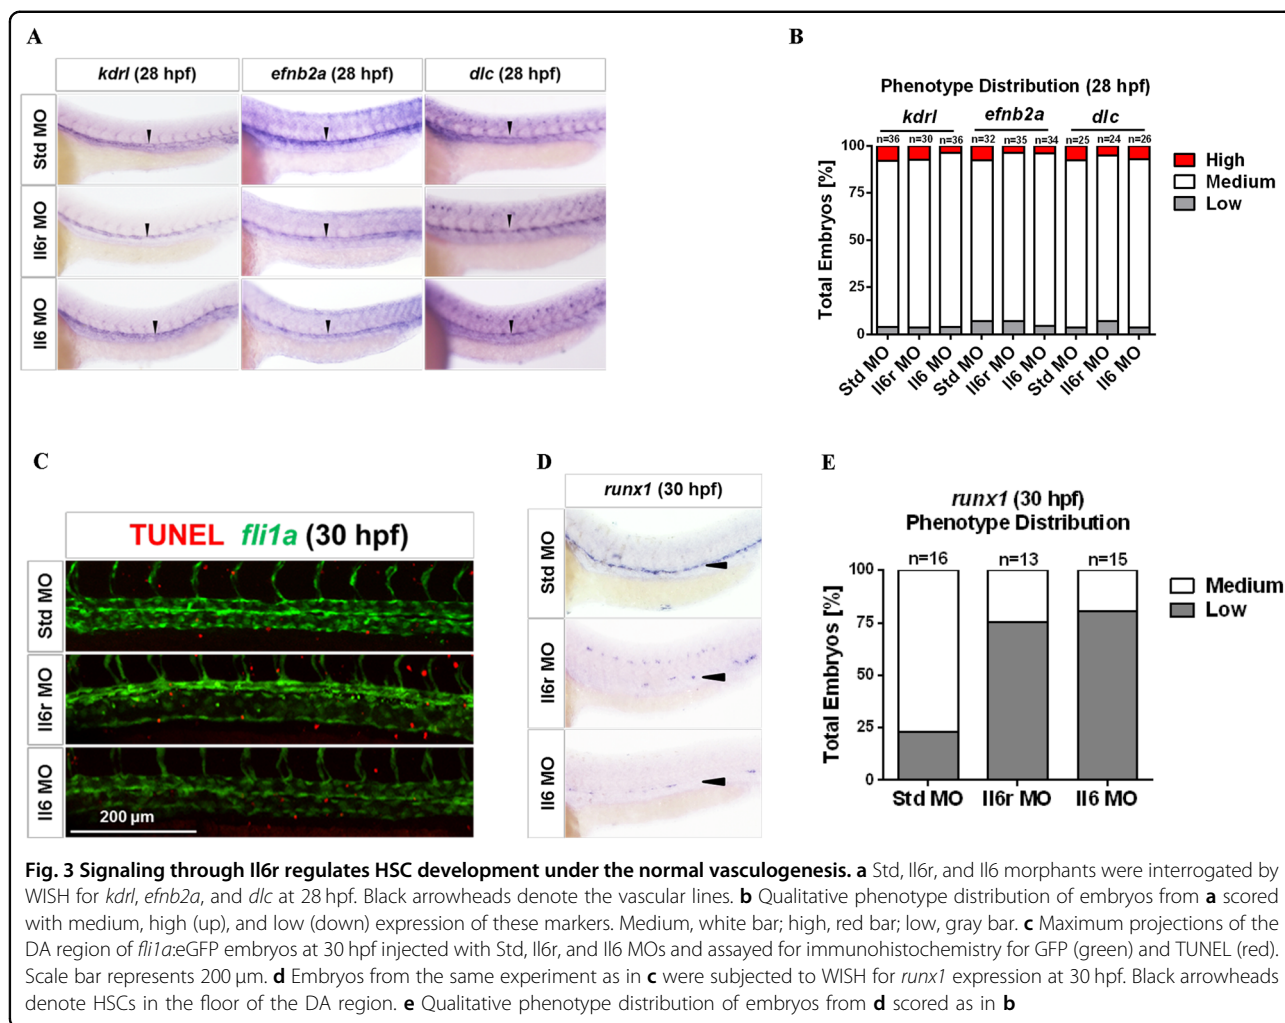 A
kdrl (28 hpf)
efnb2a (28 hpf)
dlc (28 hpf)
Std MO
Il6r MO
Il6 MO
B
Phenotype Distribution (28 hpf)
kdrl
efnb2a
dlc
n=36
n=30
n=36
n=32
n=35
n=34
n=25
n=24
n=26
Total Embryos [%]
100
75
50
25
0
Std MO
Il6r MO
Il6 MO
Std MO
Il6r MO
Il6 MO
Std MO
Il6r MO
Il6 MO
High
Medium
Low
C
TUNEL fli1a (30 hpf)
Std MO
Il6r MO
Il6 MO
200 µm
D
runx1 (30 hpf)
Std MO
Il6r MO
Il6 MO
E
runx1 (30 hpf)
Phenotype Distribution
n=16
n=13
n=15
Total Embryos [%]
100
75
50
25
0
Std MO
Il6r MO
Il6 MO
Medium
Low
Fig. 3 Signaling through Il6r regulates HSC development under the normal vasculogenesis. a Std, Il6r, and Il6 morphants were interrogated by
WISH for kdrl, efnb2a, and dlc at 28 hpf. Black arrowheads denote the vascular lines. b Qualitative phenotype distribution of embryos from a scored
with medium, high (up), and low (down) expression of these markers. Medium, white bar; high, red bar; low, gray bar. c Maximum projections of the
DA region of fli1a:eGFP embryos at 30 hpf injected with Std, Il6r, and Il6 MOs and assayed for immunohistochemistry for GFP (green) and TUNEL (red).
Scale bar represents 200 µm. d Embryos from the same experiment as in c were subjected to WISH for runx1 expression at 30 hpf. Black arrowheads
denote HSCs in the floor of the DA region. e Qualitative phenotype distribution of embryos from d scored as in b